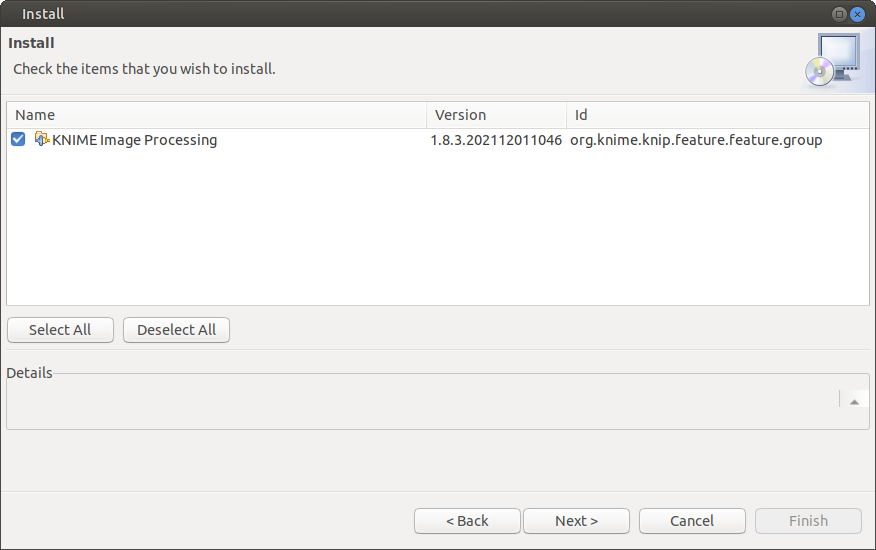 Install
Install
Check the items that you wish to install.
Name Version Id
KNIME Image Processing 1.8.3.202112011046 org.knime.knip.feature.feature.group
Select All Deselect All
Details
< Back Next > Cancel Finish